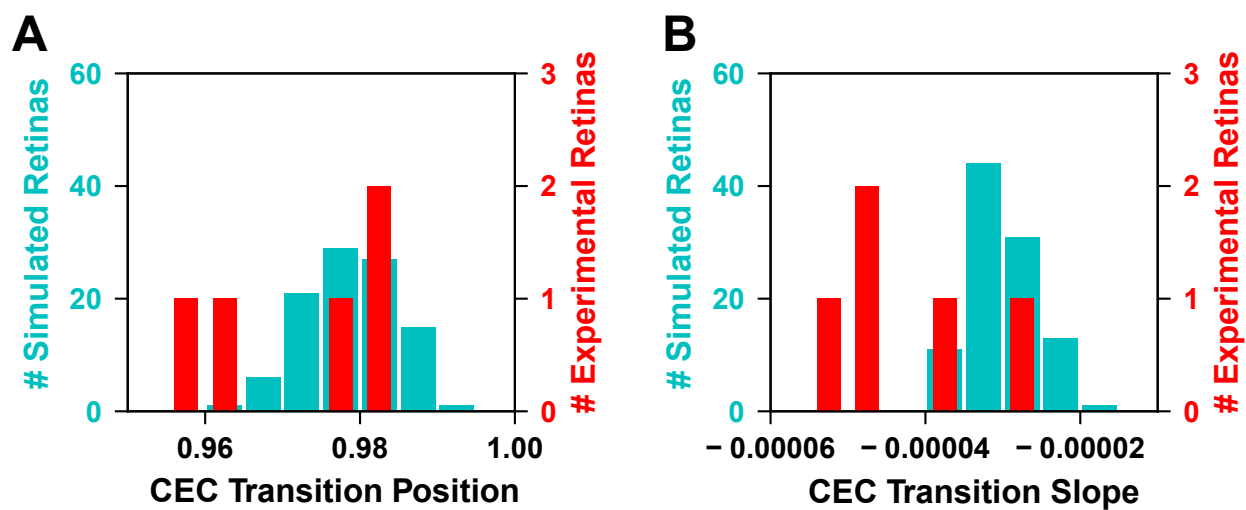 A
# Simulated Retinas
60
40
20
0
3
2
1
0
# Experimental Retinas
0.96
0.98
1.00
CEC Transition Position
B
# Simulated Retinas
60
40
20
0
3
2
1
0
# Experimental Retinas
− 0.00006
− 0.00004
− 0.00002
CEC Transition Slope